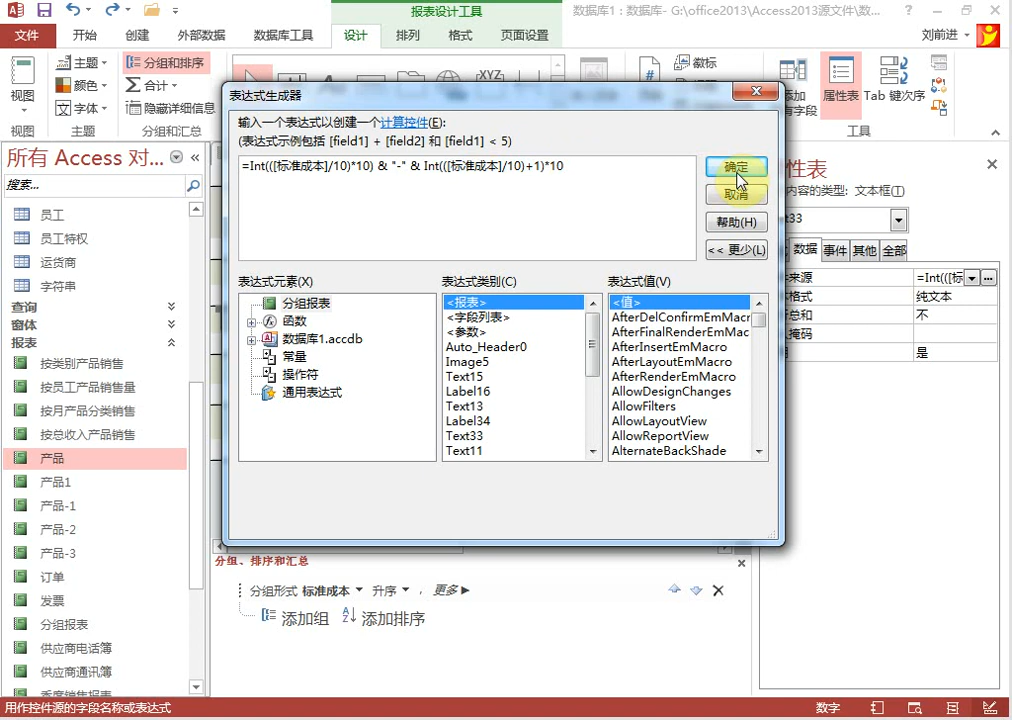 报表设计工具
数据库1 : 数据库- G:\office2013\Access2013源文件\数...
文件
开始
创建
外部数据
数据库工具
设计
排列
格式
页面设置
刘前进
视图
主题
颜色
字体
分组和排序
合计
隐藏详细信息
徽标
属性表
Tab 键次序
视图
主题
分组和汇总
工具
所有 Access 对...
搜索...
员工
员工特权
运货商
字符串
查询
窗体
报表
按类别产品销售
按员工产品销售量
按月产品分类销售
按总收入产品销售
产品
产品1
产品-1
产品-2
产品-3
订单
发票
分组报表
供应商电话簿
供应商通讯簿
季度销售报表
表达式生成器
输入一个表达式以创建一个计算控件(E):
(表达式示例包括 [field1] + [field2] 和 [field1] < 5)
=Int(([标准成本]/10)*10) & "-" & Int(([标准成本]/10)+1)*10
确定
取消
帮助(H)
<< 更少(L)
表达式元素(X)
分组报表
函数
数据库1.accdb
常量
操作符
通用表达式
表达式类别(C)
<报表>
<字段列表>
<参数>
Auto_Header0
Image5
Text15
Label16
Text13
Label34
Text33
Text11
表达式值(V)
<值>
AfterDelConfirmEmMacr
AfterFinalRenderEmMac
AfterInsertEmMacro
AfterLayoutEmMacro
AfterRenderEmMacro
AllowDesignChanges
AllowFilters
AllowLayoutView
AllowReportView
AlternateBackShade
性表
内容的类型: 文本框(T)
t33
数据
事件
其他
全部
来源
=Int(([标
格式
纯文本
总和
不
掩码
是
分组、排序和汇总
分组形式 标准成本 升序 , 更多
添加组
添加排序
用作控件源的字段名称或表达式
数字